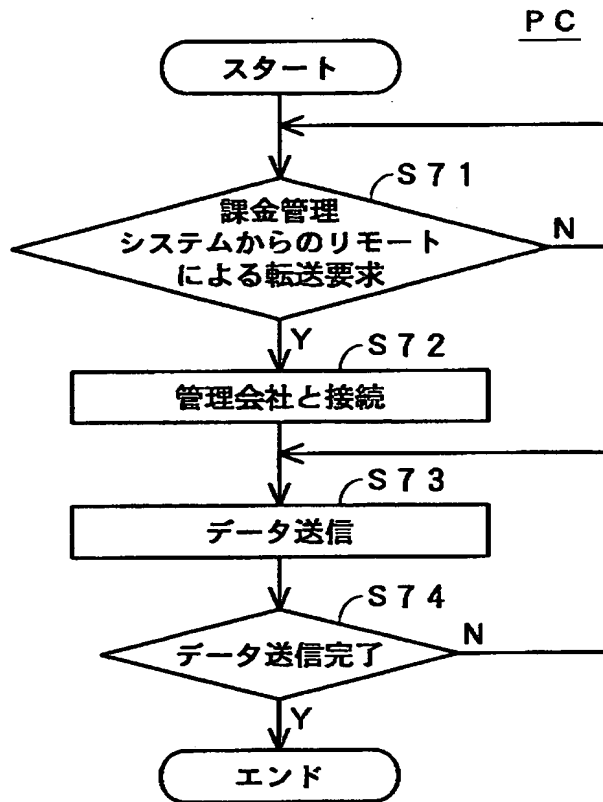 PC
スタート
S71
課金管理
システムからのリモート
による転送要求
N
Y
S72
管理会社と接続
S73
データ送信
S74
データ送信完了
N
Y
エンド